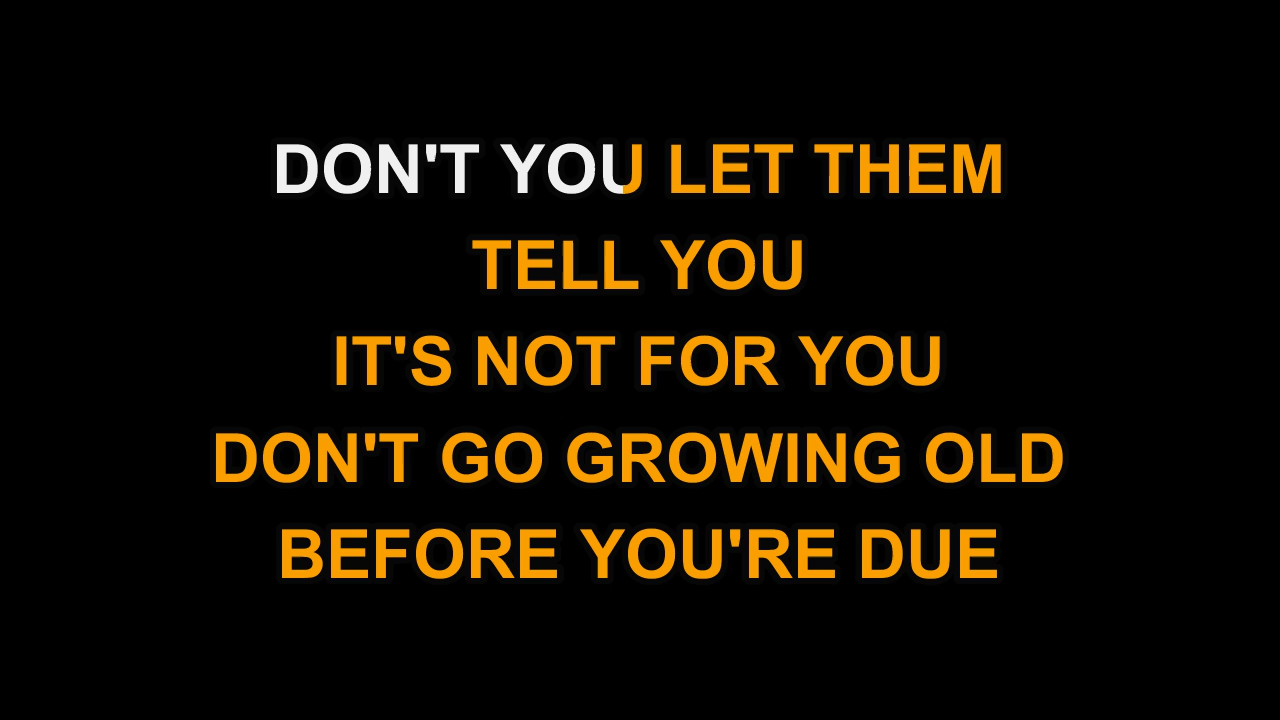 DON'T YOU LET THEM
TELL YOU
IT'S NOT FOR YOU
DON'T GO GROWING OLD
BEFORE YOU'RE DUE